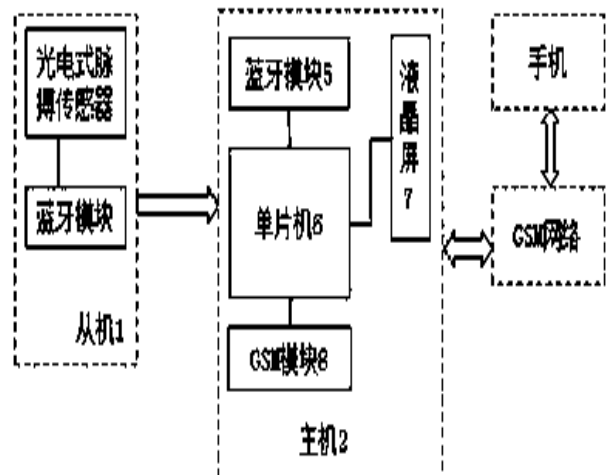 光电式脉
搏传感器
蓝牙模块
从机1
蓝牙模块5
单片机6
GSM模块8
液
晶
屏
7
主机2
手机
GSM网络